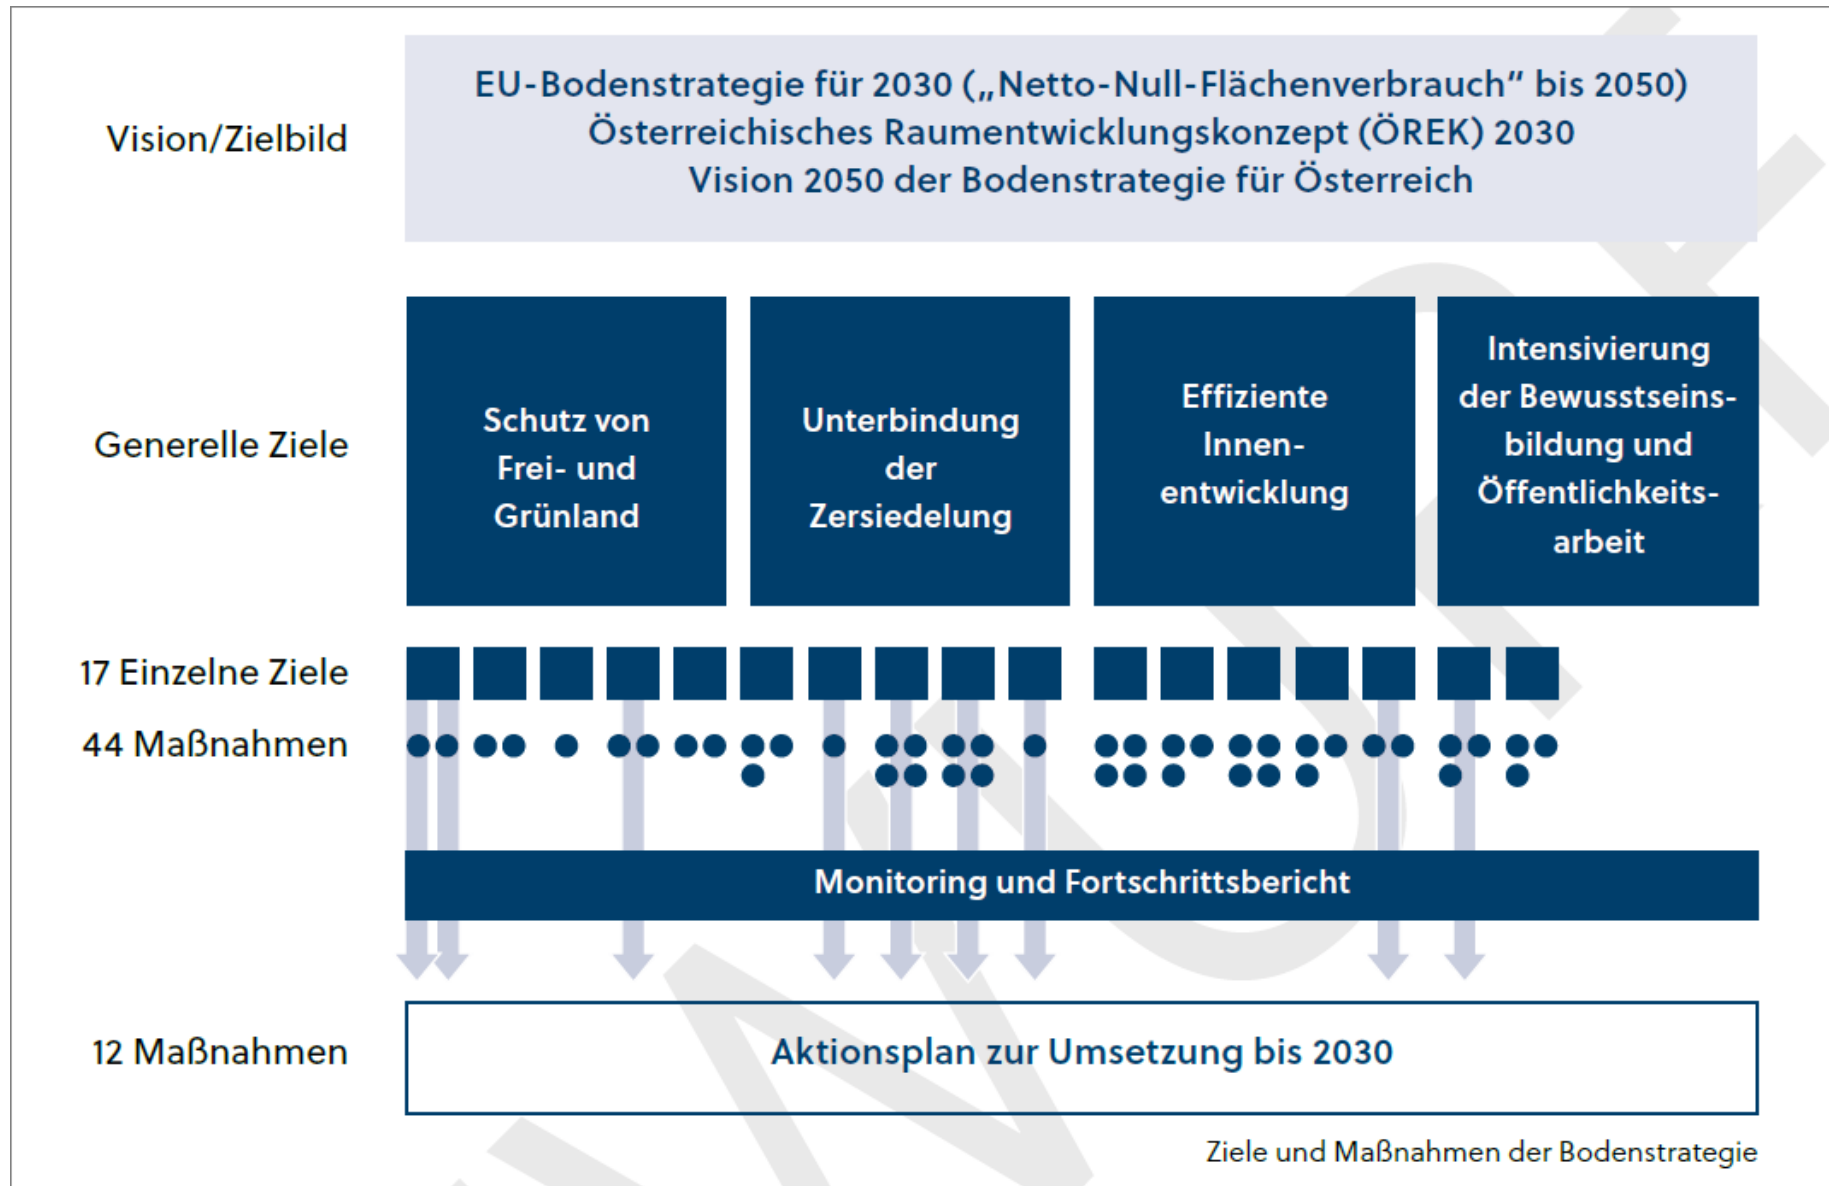 Vision/Zielbild
EU-Bodenstrategie für 2030 („Netto-Null-Flächenverbrauch“ bis 2050)
Österreichisches Raumentwicklungskonzept (ÖREK) 2030
Vision 2050 der Bodenstrategie für Österreich
Generelle Ziele
Schutz von
Frei- und
Grünland
Unterbindung
der
Zersiedelung
Effiziente
Innen-
entwicklung
Intensivierung
der Bewusstseins-
bildung und
Öffentlichkeits-
arbeit
17 Einzelne Ziele
44 Maßnahmen
Monitoring und Fortschrittsbericht
12 Maßnahmen
Aktionsplan zur Umsetzung bis 2030
Ziele und Maßnahmen der Bodenstrategie